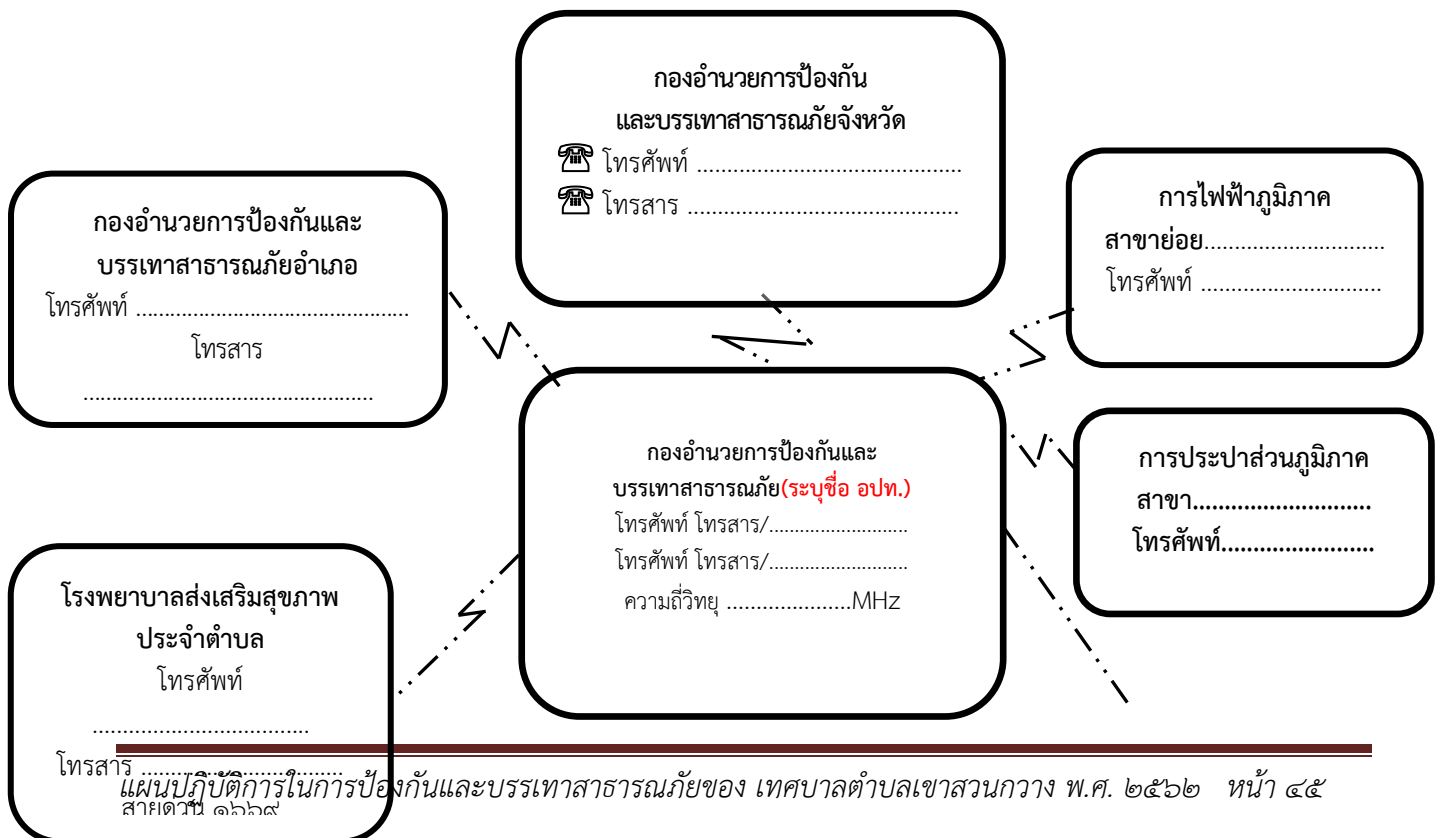 กองอำนวยการป้องกัน
และบรรเทาสาธารณภัยจังหวัด
☎ โทรศัพท์ ............................................
☎ โทรสาร .............................................
กองอำนวยการป้องกันและ
บรรเทาสาธารณภัยอำเภอ
โทรศัพท์ .............................................
โทรสาร
................................................
การไฟฟ้าภูมิภาค
สาขาย่อย..............................
โทรศัพท์ ..............................
กองอำนวยการป้องกันและ
บรรเทาสาธารณภัย(ระบุชื่อ อปท.)
โทรศัพท์ โทรสาร/..........................
โทรศัพท์ โทรสาร/..........................
ความถี่วิทยุ .....................MHz
การประปาส่วนภูมิภาค
สาขา..............................
โทรศัพท์.........................
โรงพยาบาลส่งเสริมสุขภาพ
ประจำตำบล
โทรศัพท์
....................................
โทรสาร ..................................
สายด่วน ๑๖๖๙
แผนปฏิบัติการในการป้องกันและบรรเทาสาธารณภัยของ เทศบาลตำบลเขาสวนกวาง พ.ศ. ๒๕๖๒ หน้า ๔๕